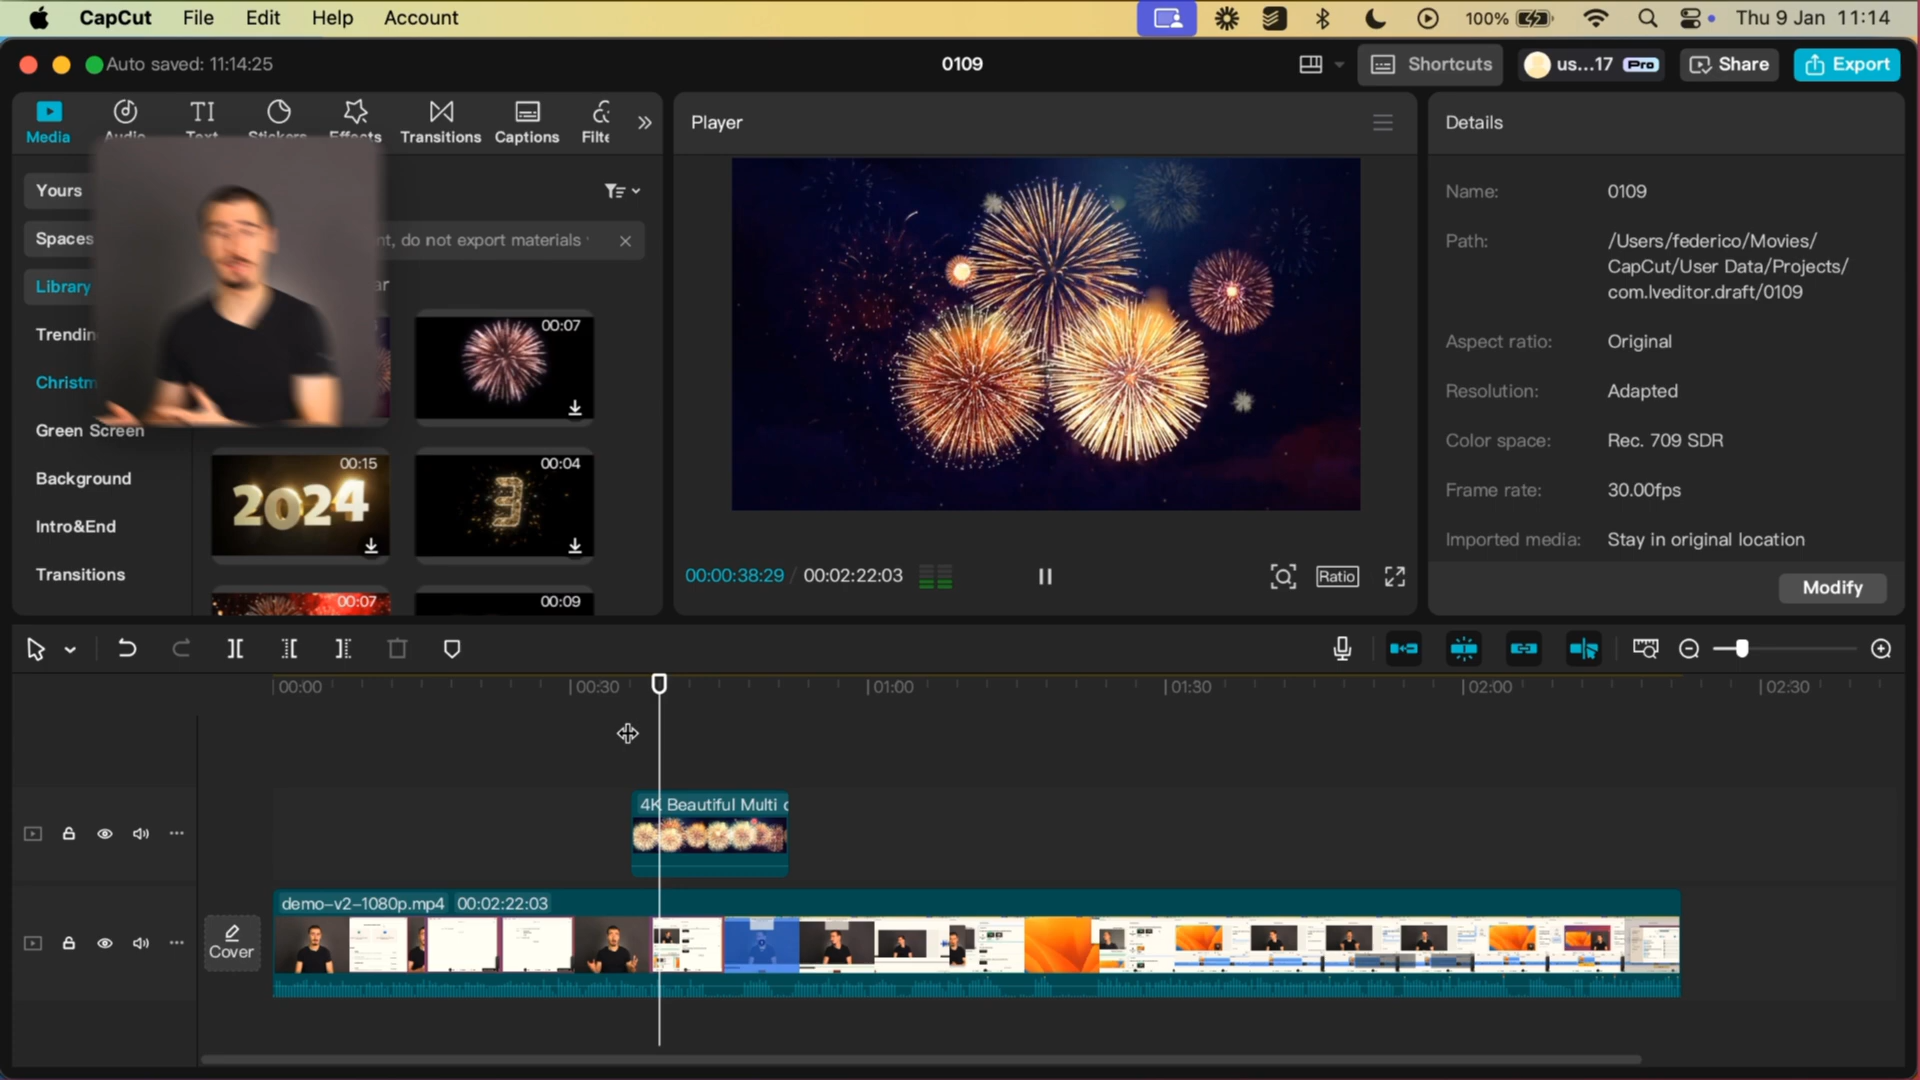 CapCut File Edit Help Account
100% Thu 9 Jan 11:14
Auto saved: 11:14:25
0109
Shortcuts
us...17 Pro
Share
Export
Media
Transitions
Captions
Yours
Spaces
do not export materials
Library
00:07
Green Screen
00:15
2024
00:04
3
Background
Intro&End
Transitions
00:07
00:09
Player
00:00:38:29 / 00:02:22:03
Ratio
Details
Name: 0109
Path: /Users/federico/Movies/
CapCut/User Data/Projects/
com.lveditor.draft/0109
Aspect ratio: Original
Resolution: Adapted
Color space: Rec. 709 SDR
Frame rate: 30.00fps
Imported media: Stay in original location
Modify
00:00 00:30 01:00 01:30 02:00 02:30
4K Beautiful Multi
demo-v2-1080p.mp4 00:02:22:03
Cover